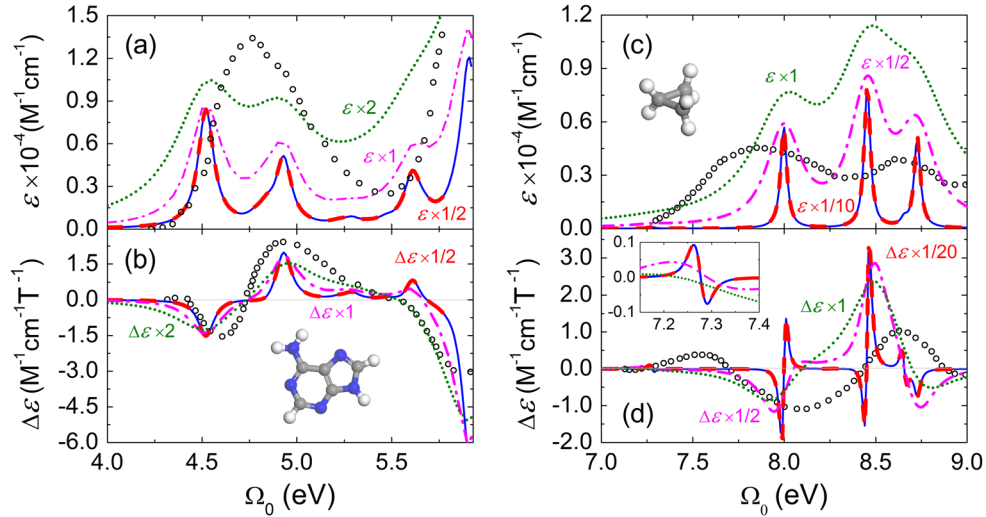 (a)
ε×10⁻⁴(M⁻¹cm⁻¹)
1.5
1.2
0.9
0.6
0.3
0.0
ε×2
ε×1
ε×1/2
(b)
Δε(M⁻¹cm⁻¹T⁻¹)
1.5
0.0
-1.5
-3.0
-4.5
-6.0
Δε×1/2
Δε×2
Δε×1
4.0 4.5 5.0 5.5
Ω₀ (eV)
(c)
ε×10⁻⁴(M⁻¹cm⁻¹)
1.2
0.9
0.6
0.3
0.0
ε×1
ε×1/2
ε×1/10
(d)
Δε(M⁻¹cm⁻¹T⁻¹)
3.0
2.0
1.0
0.0
-1.0
-2.0
0.1
0.0
-0.1
7.2 7.3 7.4
Δε×1/20
Δε×1
Δε×1/2
7.0 7.5 8.0 8.5 9.0
Ω₀ (eV)